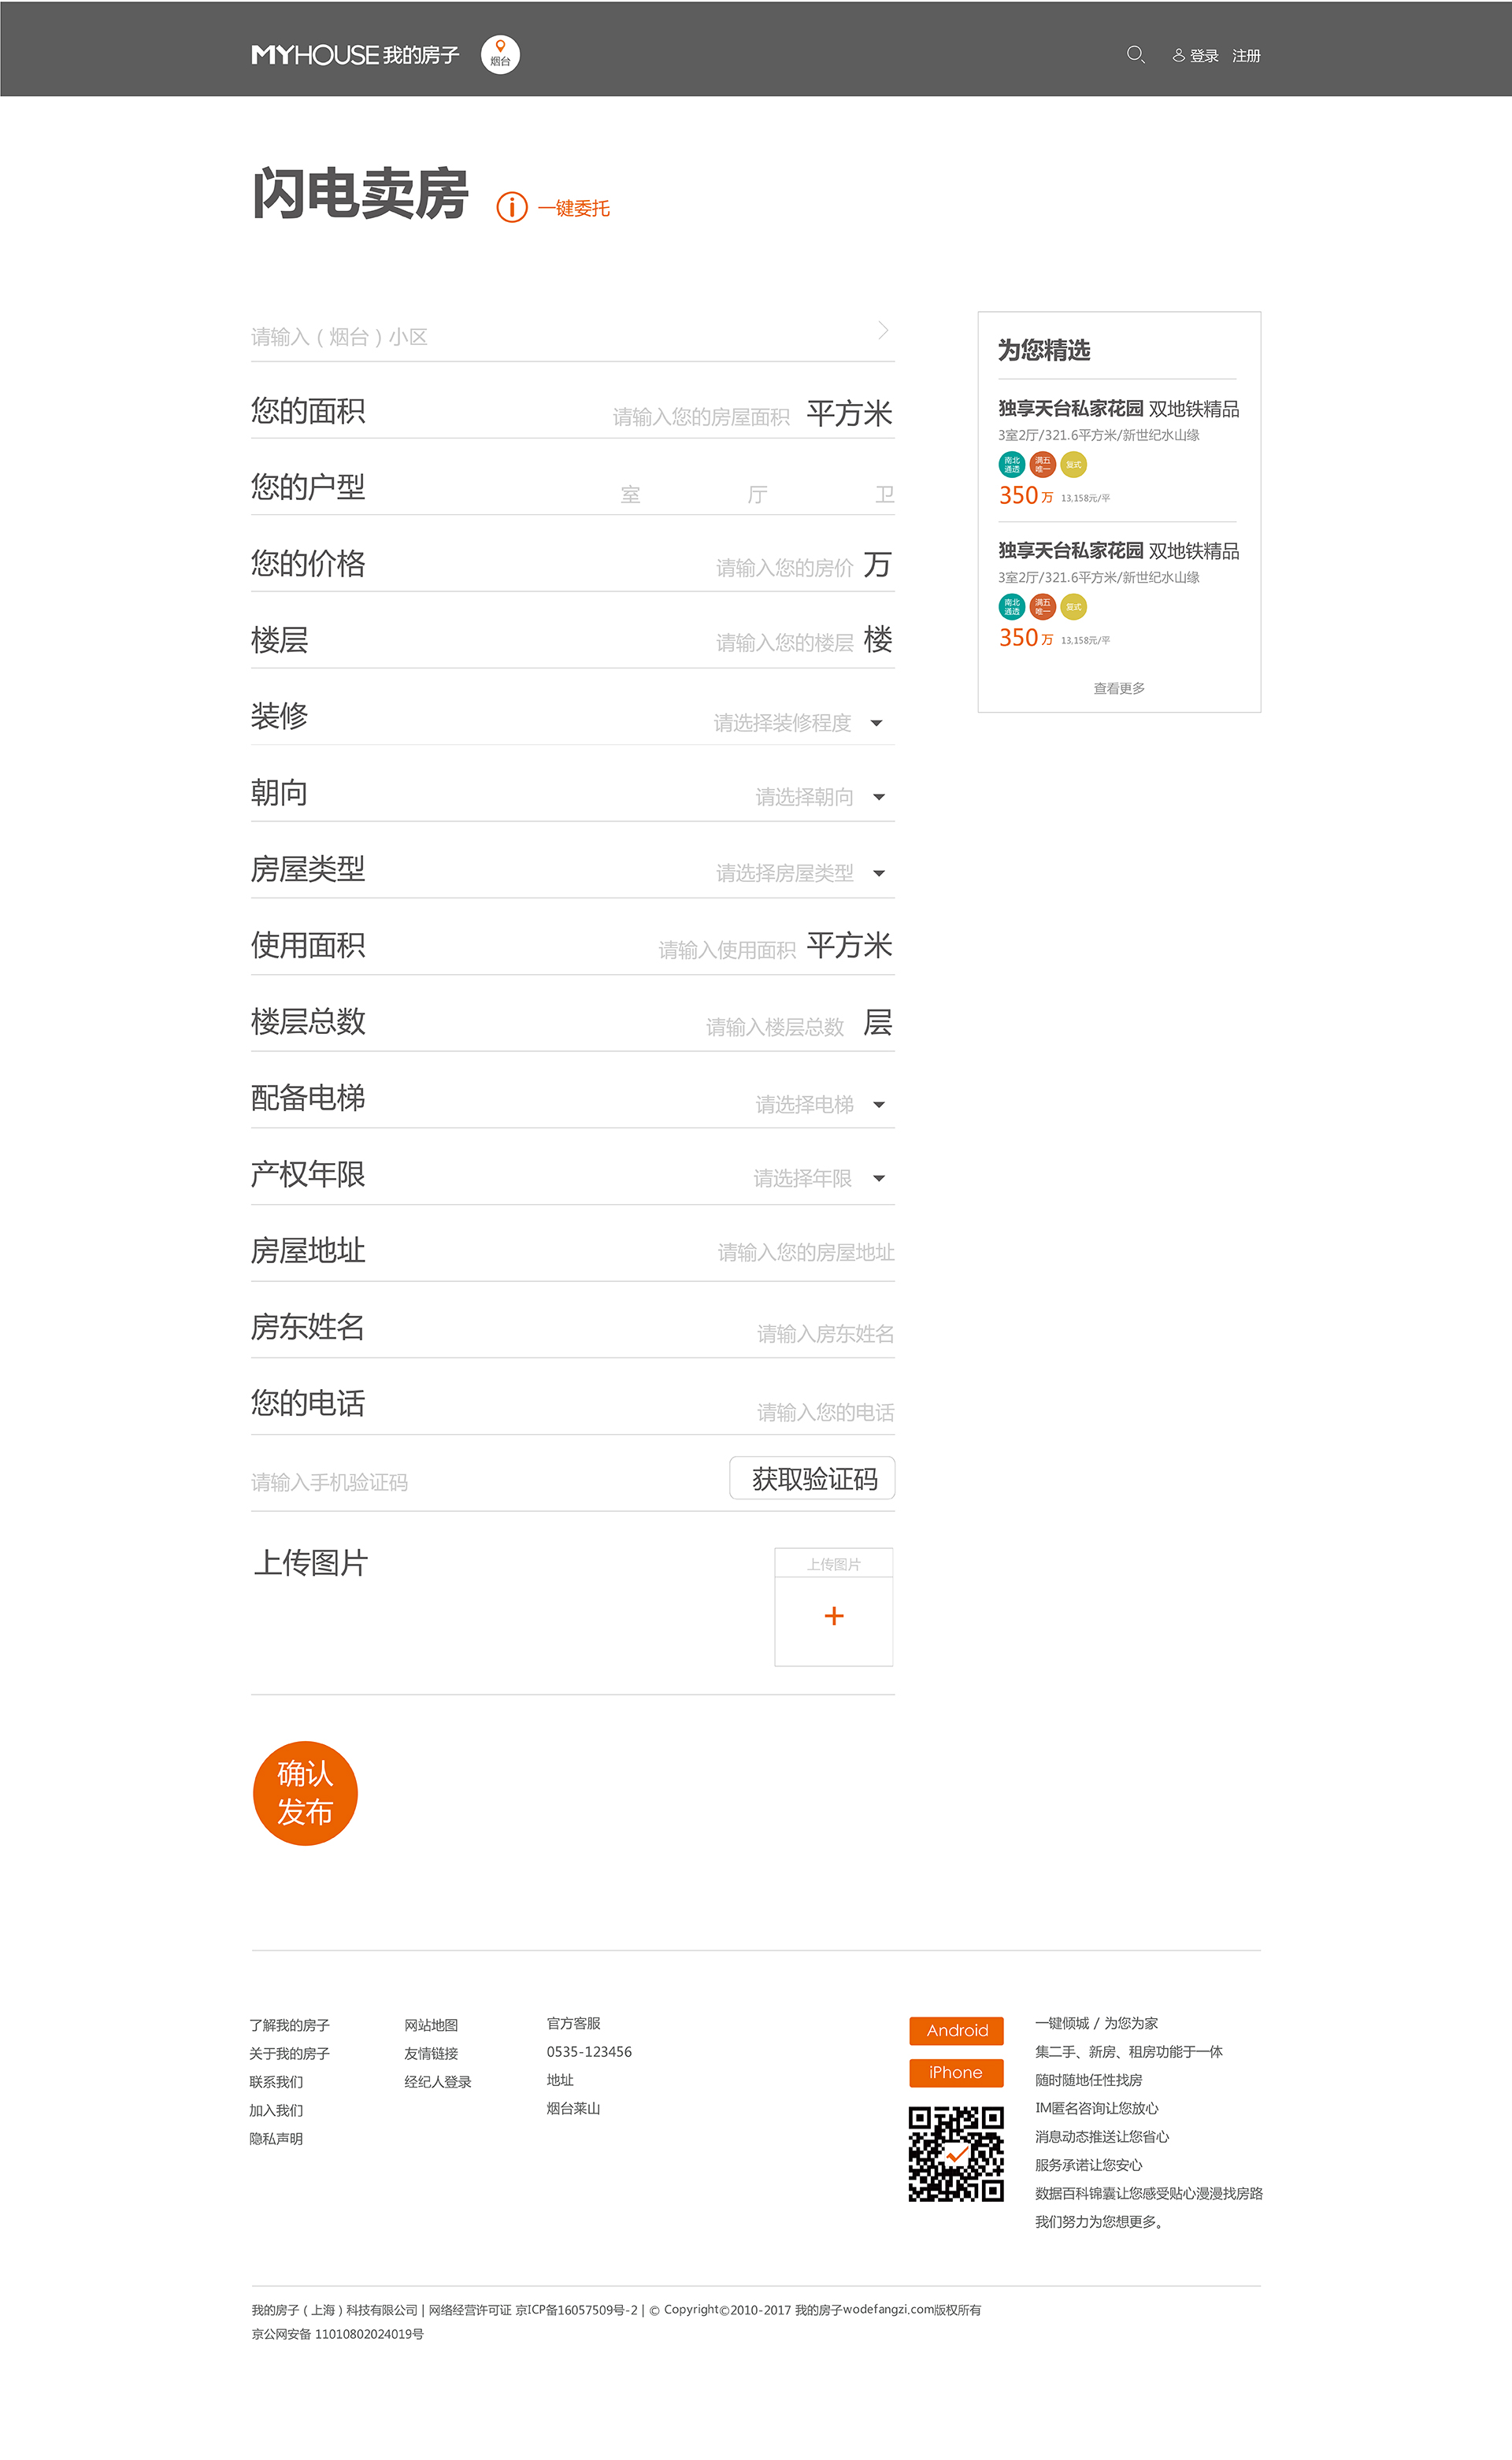 MYHOUSE我的房子
烟台
登录 注册
闪电卖房
一键委托
请输入（烟台）小区
您的面积 请输入您的房屋面积 平方米
您的户型 室 厅 卫
您的价格 请输入您的房价 万
楼层 请输入您的楼层 楼
装修 请选择装修程度
朝向 请选择朝向
房屋类型 请选择房屋类型
使用面积 请输入使用面积 平方米
楼层总数 请输入楼层总数 层
配备电梯 请选择电梯
产权年限 请选择年限
房屋地址 请输入您的房屋地址
房东姓名 请输入房东姓名
您的电话 请输入您的电话
请输入手机验证码 获取验证码
上传图片 上传图片
+
确认
发布
为您精选
独享天台私家花园 双地铁精品
3室2厅/321.6平方米/新世纪水山缘
南北通透 满五唯一 复式
350万 13,158元/平
独享天台私家花园 双地铁精品
3室2厅/321.6平方米/新世纪水山缘
南北通透 满五唯一 复式
350万 13,158元/平
查看更多
了解我的房子
关于我的房子
联系我们
加入我们
隐私声明
网站地图
友情链接
经纪人登录
官方客服
0535-123456
地址
烟台莱山
Android
iPhone
一键倾城 / 为您为家
集二手、新房、租房功能于一体
随时随地任性找房
IM匿名咨询让您放心
消息动态推送让您省心
服务承诺让您安心
数据百科锦囊让您感受贴心漫漫找房路
我们努力为您想更多。
我的房子（上海）科技有限公司 | 网络经营许可证 京ICP备16057509号-2 | © Copyright©2010-2017 我的房子wodefangzi.com版权所有
京公网安备 11010802024019号